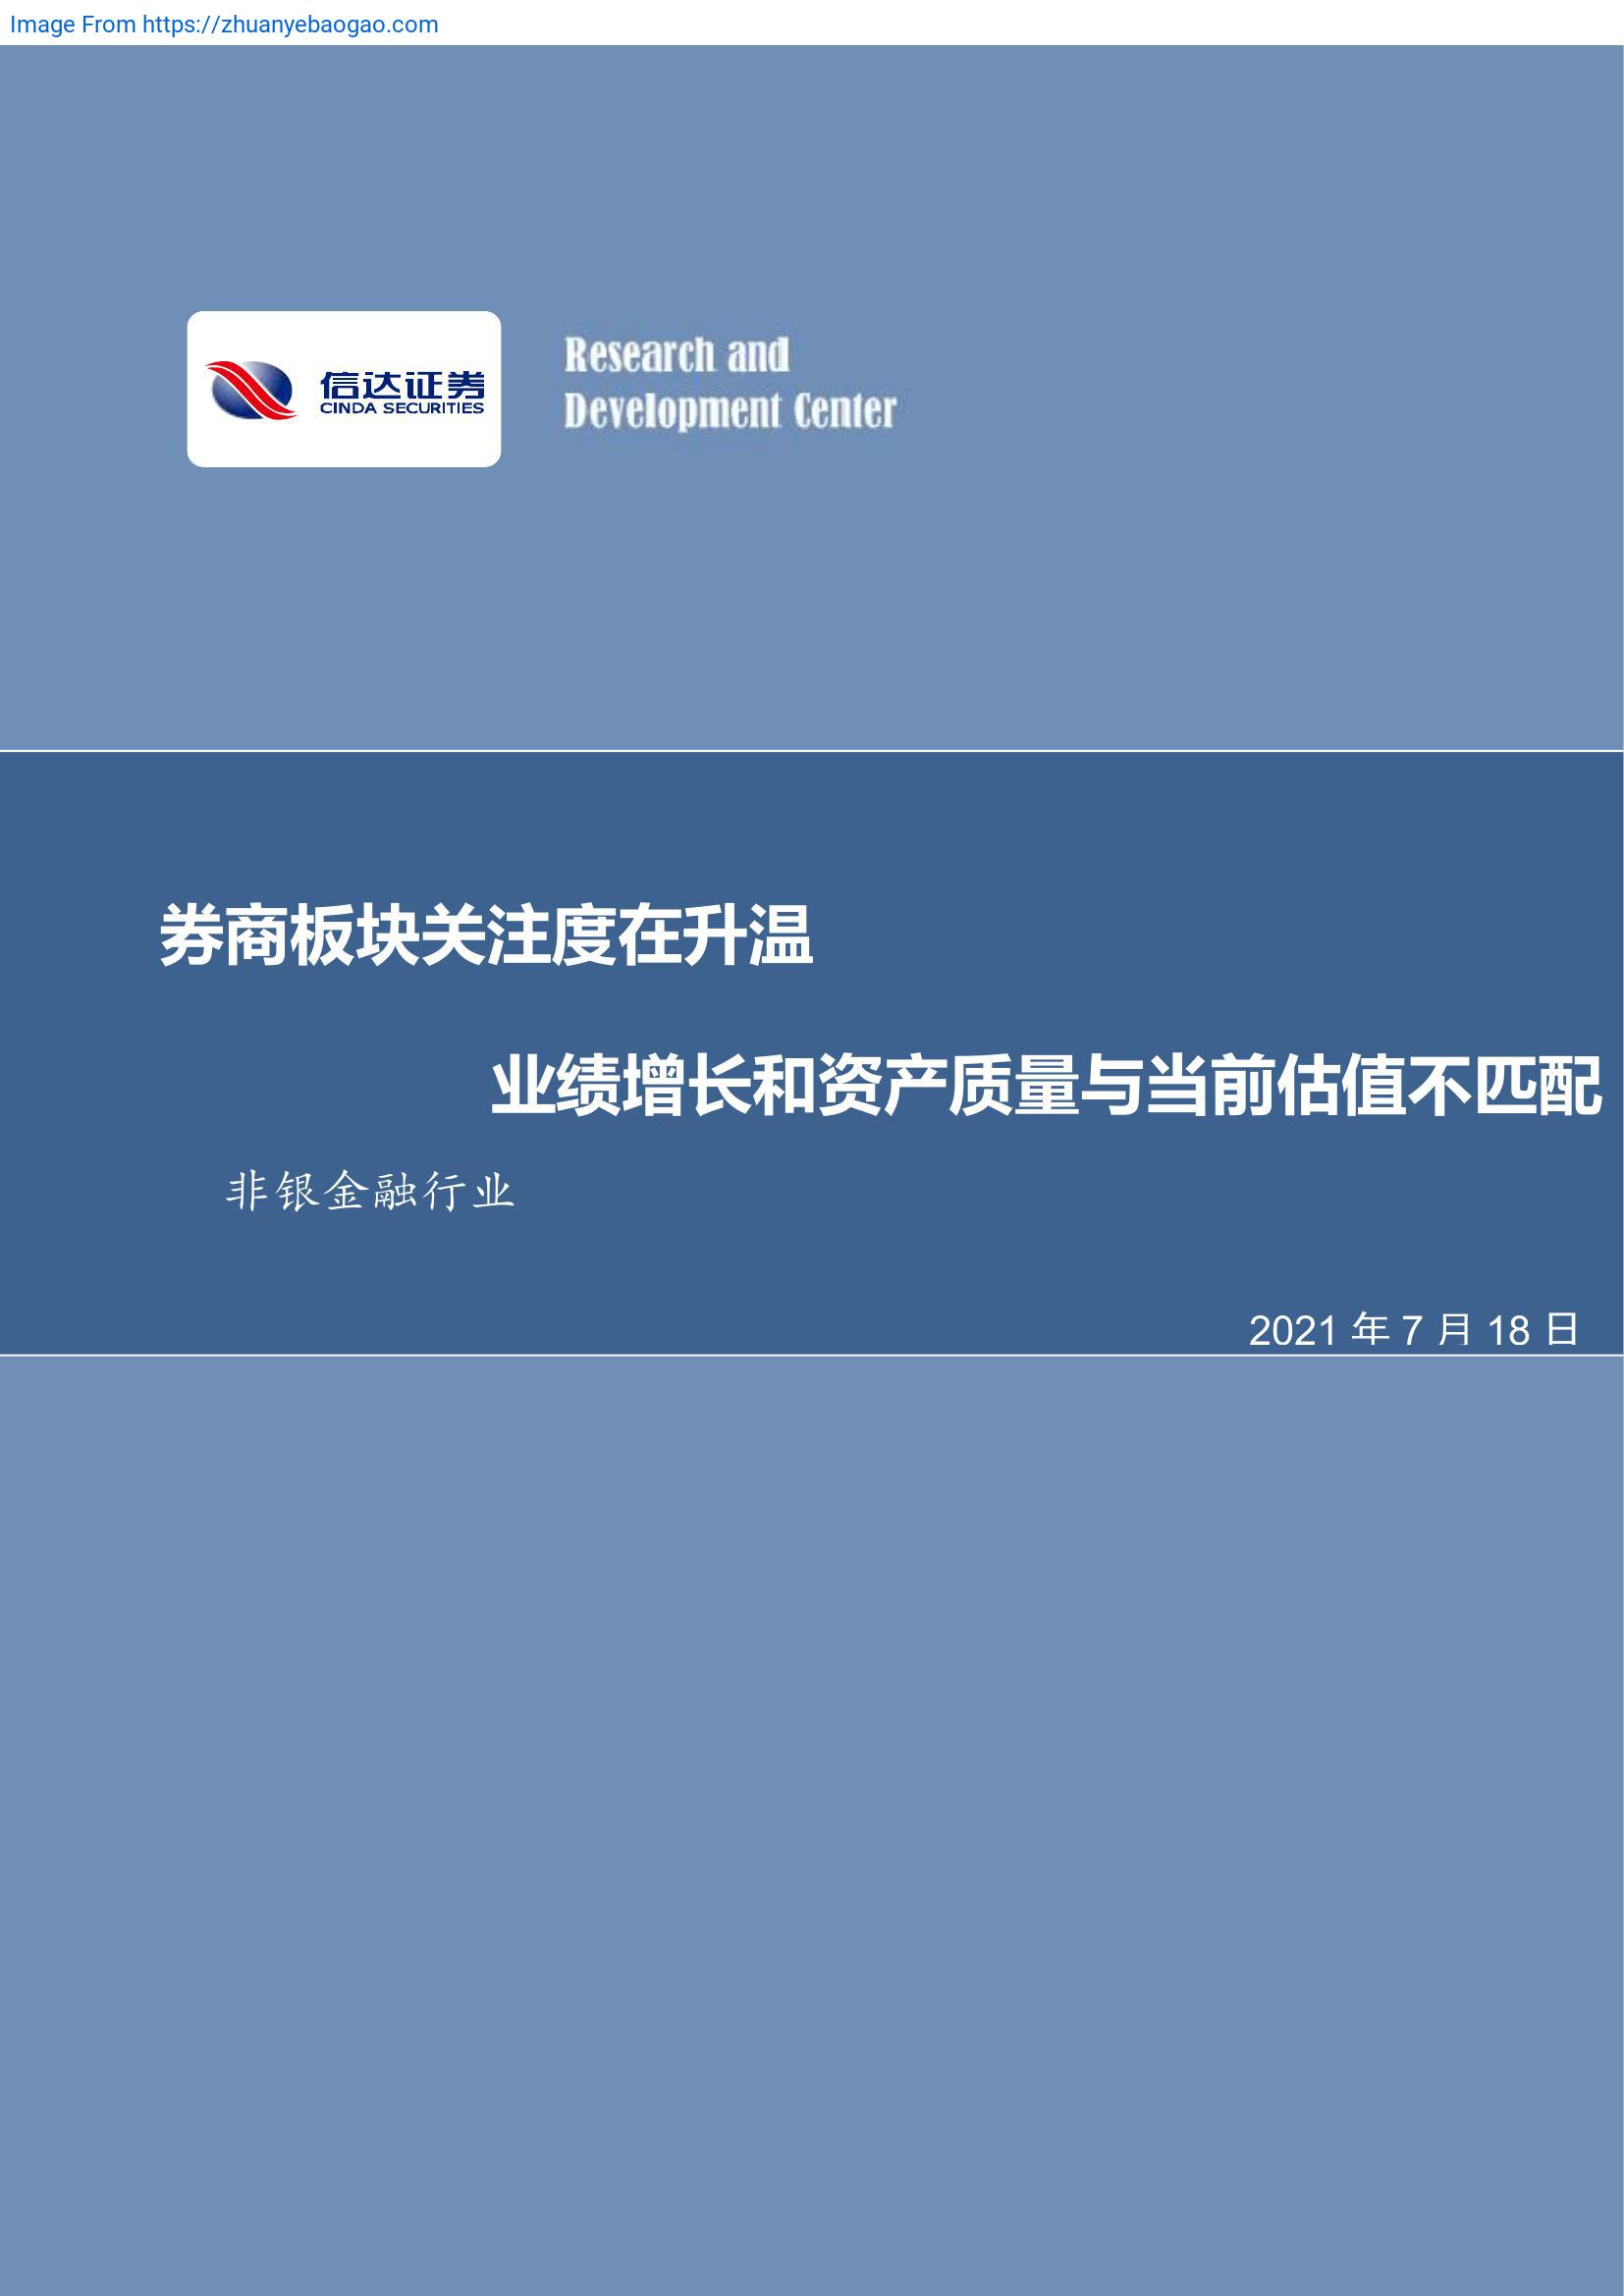 Image From https://zhuanyebaogao.com
信达证券
CINDA SECURITIES
Research and
Development Center
券商板块关注度在升温
业绩增长和资产质量与当前估值不匹配
非银金融行业
2021 年 7 月 18 日